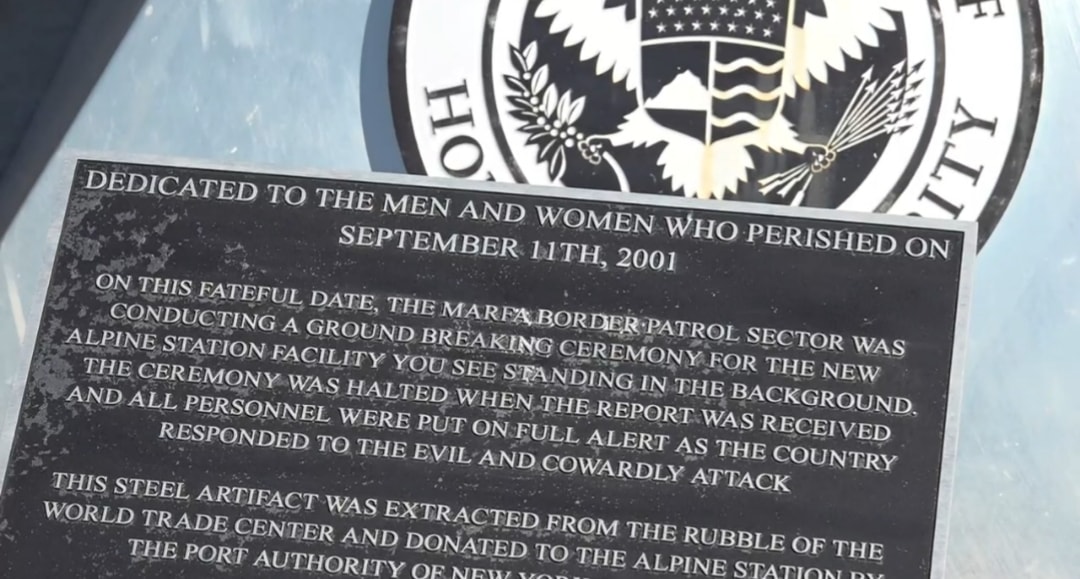 HO
RITY
DEDICATED TO THE MEN AND WOMEN WHO PERISHED ON
SEPTEMBER 11TH, 2001
ON THIS FATEFUL DATE, THE MARFA BORDER PATROL SECTOR WAS
CONDUCTING A GROUND BREAKING CEREMONY FOR THE NEW
ALPINE STATION FACILITY YOU SEE STANDING IN THE BACKGROUND.
THE CEREMONY WAS HALTED WHEN THE REPORT WAS RECEIVED
AND ALL PERSONNEL WERE PUT ON FULL ALERT AS THE COUNTRY
RESPONDED TO THE EVIL AND COWARDLY ATTACK
THIS STEEL ARTIFACT WAS EXTRACTED FROM THE RUBBLE OF THE
WORLD TRADE CENTER AND DONATED TO THE ALPINE STATION BY
THE PORT AUTHORITY OF NEW YORK